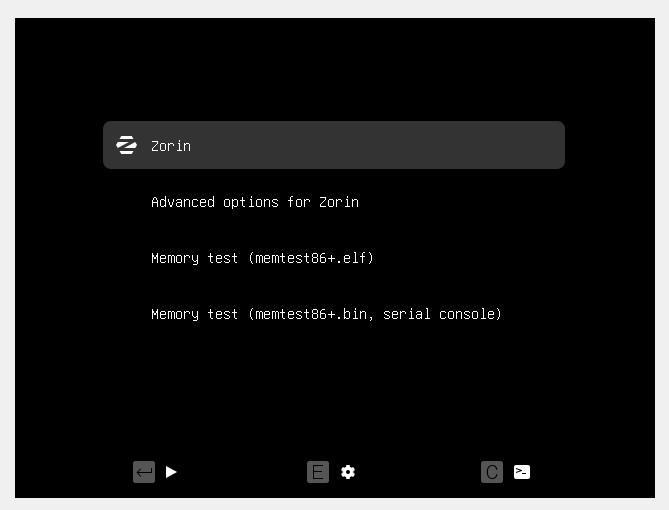 Zorin
Advanced options for Zorin
Memory test (memtest86+.elf)
Memory test (memtest86+.bin, serial console)
E
C